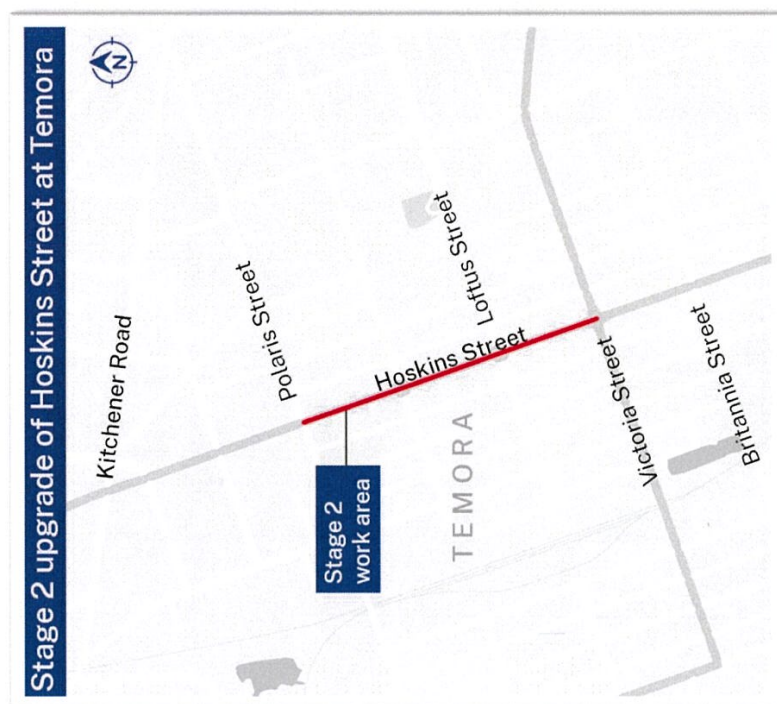 Stage 2 upgrade of Hoskins Street at Temora
N
Kitchener Road
Polaris Street
Loftus Street
Hoskins Street
Stage 2
work area
TEMORA
Victoria Street
Britannia Street